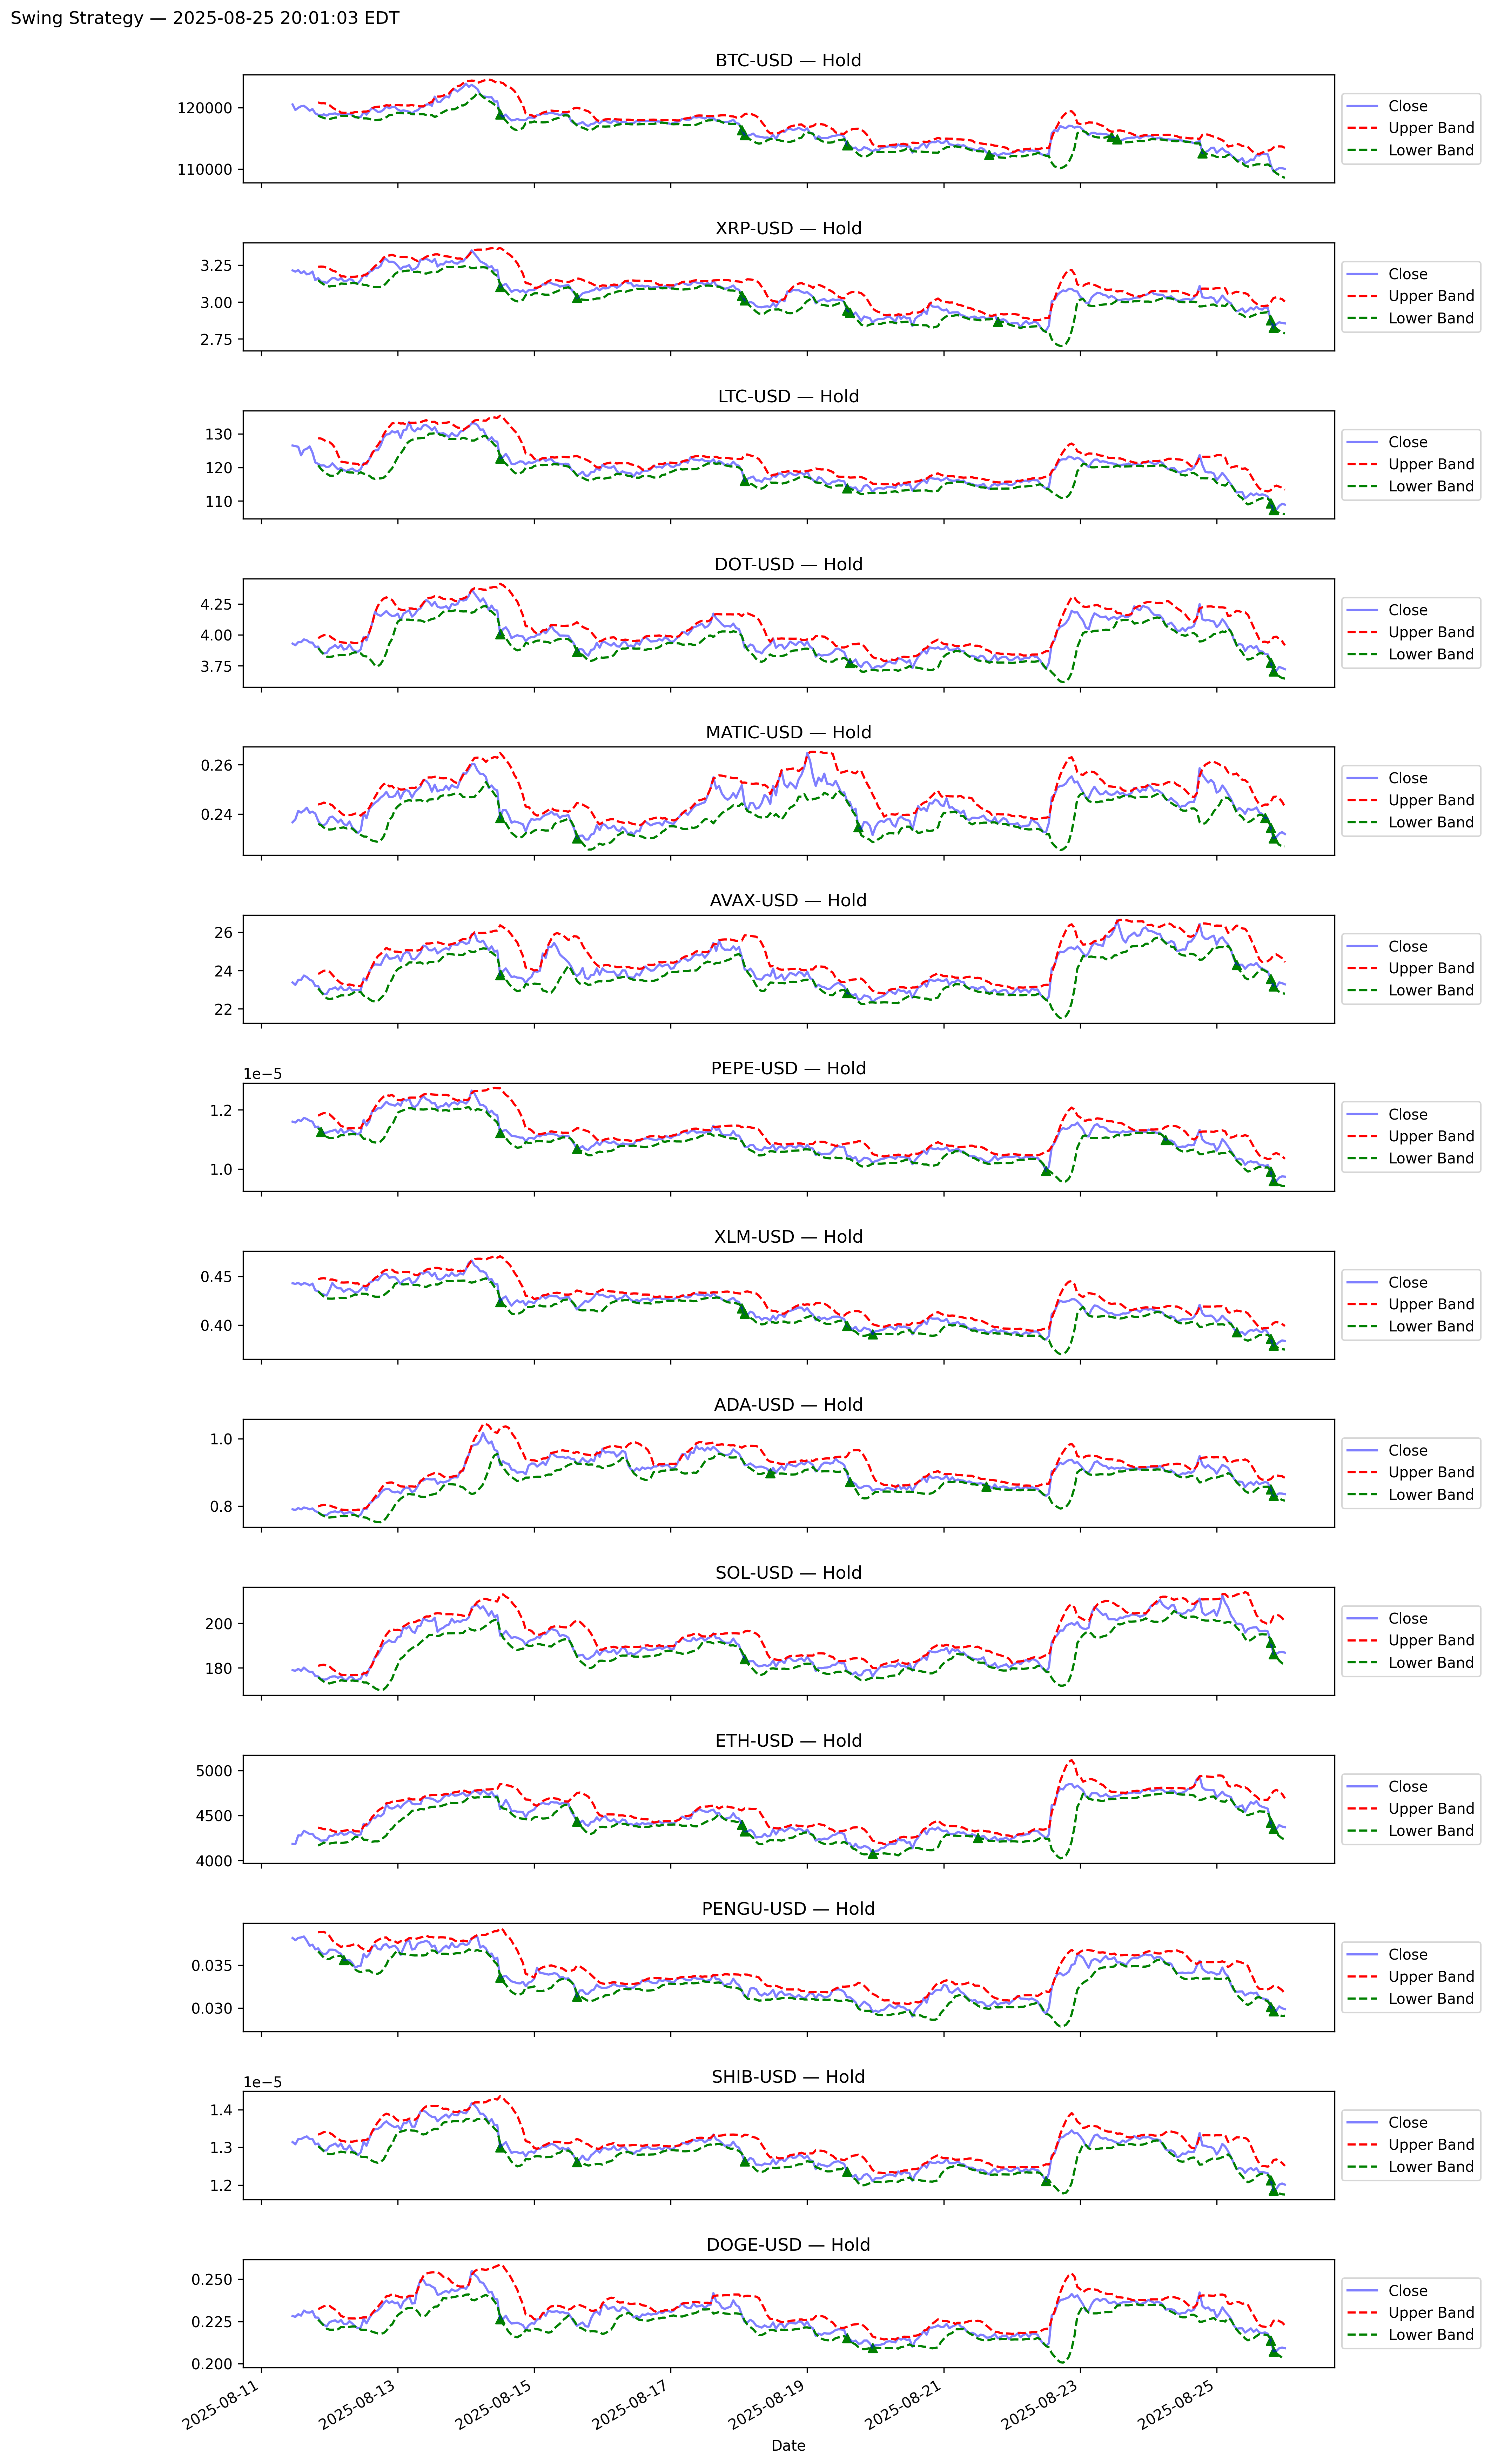 Swing Strategy — 2025-08-25 20:01:03 EDT
BTC-USD — Hold
120000
110000
Close
Upper Band
Lower Band
XRP-USD — Hold
3.25
3.00
2.75
Close
Upper Band
Lower Band
LTC-USD — Hold
130
120
110
Close
Upper Band
Lower Band
DOT-USD — Hold
4.25
4.00
3.75
Close
Upper Band
Lower Band
MATIC-USD — Hold
0.26
0.24
Close
Upper Band
Lower Band
AVAX-USD — Hold
26
24
22
Close
Upper Band
Lower Band
PEPE-USD — Hold
1e−5
1.2
1.0
Close
Upper Band
Lower Band
XLM-USD — Hold
0.45
0.40
Close
Upper Band
Lower Band
ADA-USD — Hold
1.0
0.8
Close
Upper Band
Lower Band
SOL-USD — Hold
200
180
Close
Upper Band
Lower Band
ETH-USD — Hold
5000
4500
4000
Close
Upper Band
Lower Band
PENGU-USD — Hold
0.035
0.030
Close
Upper Band
Lower Band
SHIB-USD — Hold
1e−5
1.4
1.3
1.2
Close
Upper Band
Lower Band
DOGE-USD — Hold
0.250
0.225
0.200
Close
Upper Band
Lower Band
2025-08-11
2025-08-13
2025-08-15
2025-08-17
2025-08-19
2025-08-21
2025-08-23
2025-08-25
Date